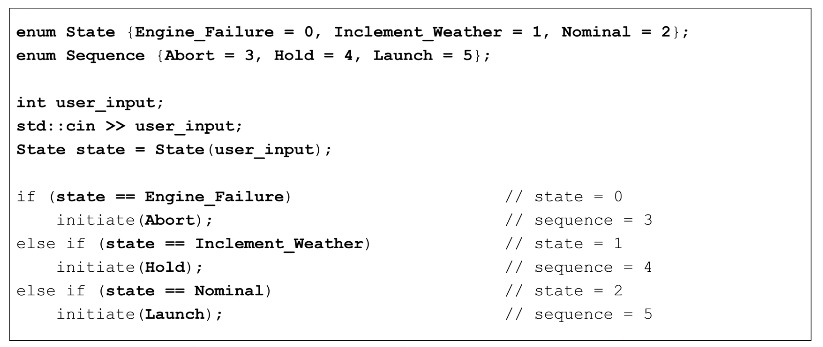 enum State {Engine_Failure = 0, Inclement_Weather = 1, Nominal = 2};
enum Sequence {Abort = 3, Hold = 4, Launch = 5};
int user_input;
std::cin >> user_input;
State state = State(user_input);
if (state == Engine_Failure) // state = 0
initiate(Abort); // sequence = 3
else if (state == Inclement_Weather) // state = 1
initiate(Hold); // sequence = 4
else if (state == Nominal) // state = 2
initiate(Launch); // sequence = 5